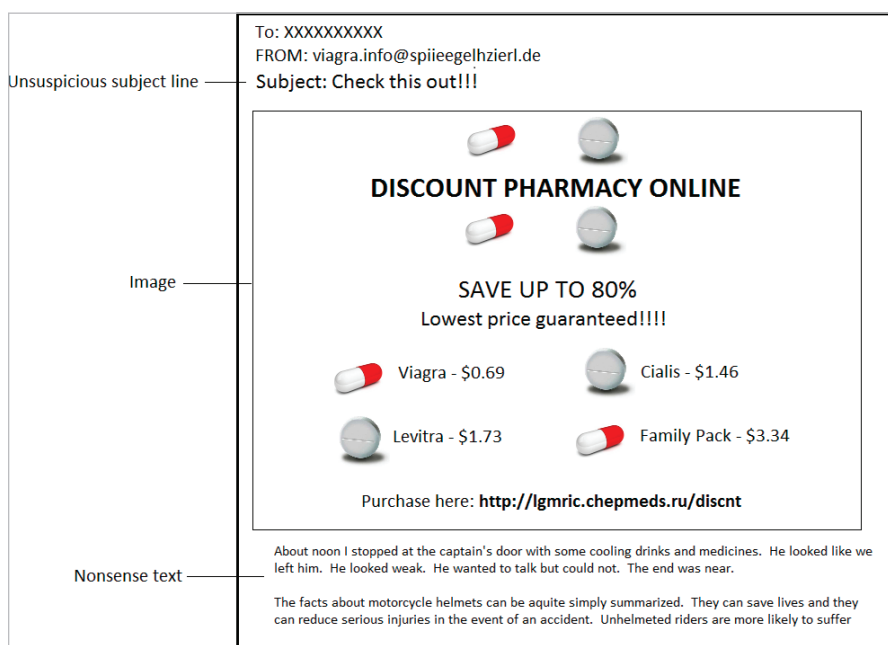 To: XXXXXXXXXX
FROM: viagra.info@spiieegelhzierl.de
Unsuspicious subject line
Subject: Check this out!!!
DISCOUNT PHARMACY ONLINE
Image
SAVE UP TO 80%
Lowest price guaranteed!!!!
Viagra - $0.69
Cialis - $1.46
Levitra - $1.73
Family Pack - $3.34
Purchase here: http://lgmric.chepmeds.ru/discnt
Nonsense text
About noon I stopped at the captain's door with some cooling drinks and medicines. He looked like we
left him. He looked weak. He wanted to talk but could not. The end was near.
The facts about motorcycle helmets can be aquite simply summarized. They can save lives and they
can reduce serious injuries in the event of an accident. Unhelmeted riders are more likely to suffer